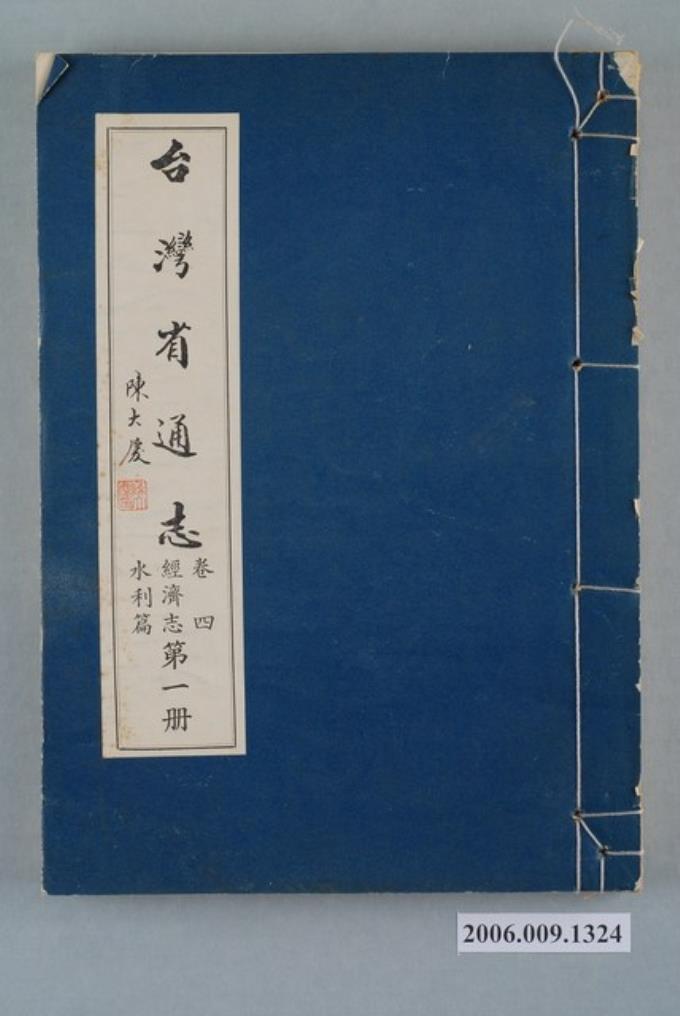 台灣省通志
卷四
經濟志第一册
水利篇
陳大慶
2006.009.1324